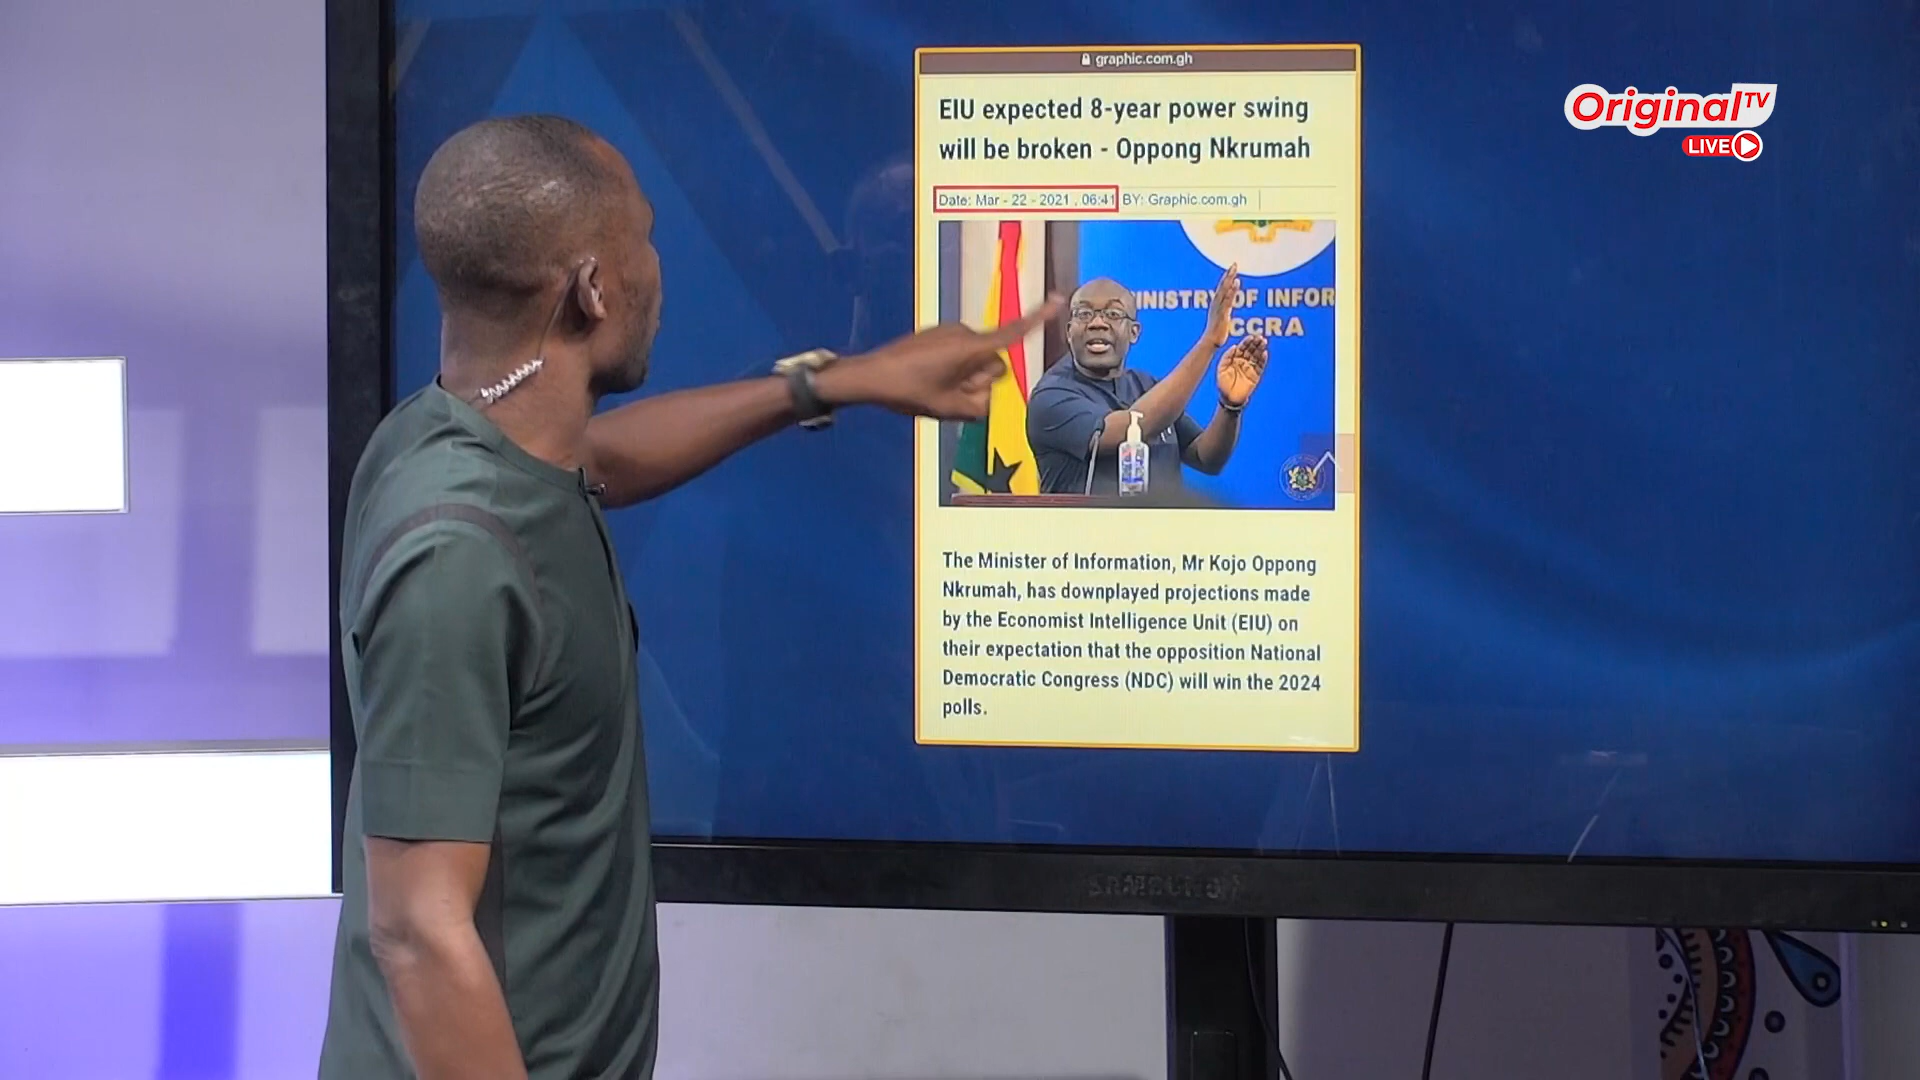 graphic.com.gh
EIU expected 8-year power swing
will be broken - Oppong Nkrumah
Date: Mar - 22 - 2021 , 06:41 BY: Graphic.com.gh
INISTRY OF INFOR
CCRA
The Minister of Information, Mr Kojo Oppong
Nkrumah, has downplayed projections made
by the Economist Intelligence Unit (EIU) on
their expectation that the opposition National
Democratic Congress (NDC) will win the 2024
polls.
Original TV
LIVE